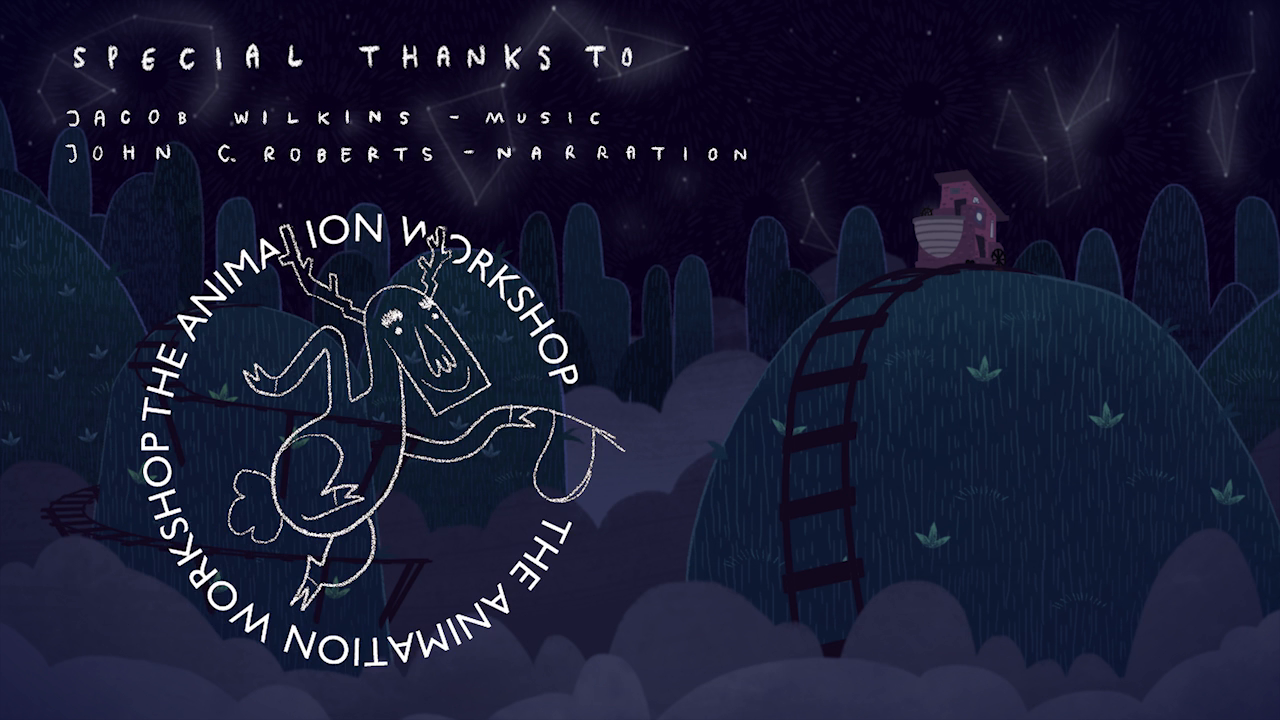 SPECIAL THANKS TO
JACOB WILKINS - MUSIC
JOHN C. ROBERTS - NARRATION
THE ANIMATION WORKSHOP
THE ANIMATION WORKSHOP